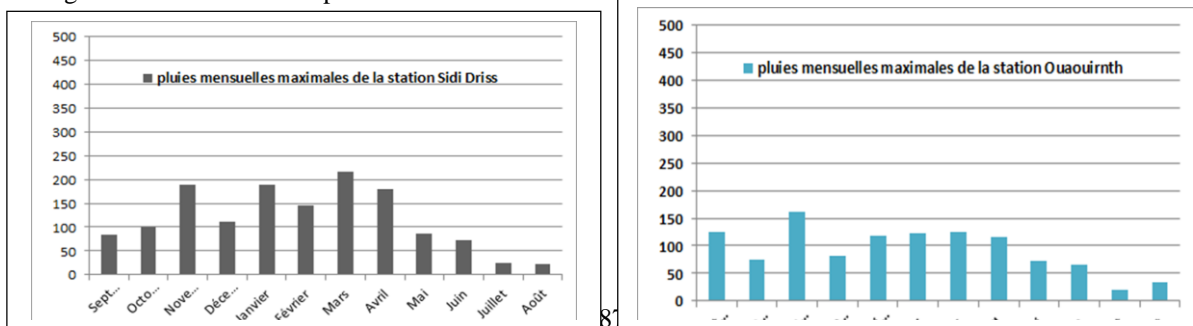 500
450
pluies mensuelles maximales de la station Sidi Driss
400
350
300
250
200
150
100
50
0
Sept...
Octo...
Nove...
Déce...
Janvier
Février
Mars
Avril
Mai
Juin
Juillet
Août
87
500
450
pluies mensuelles maximales de la station Ouaouirnth
400
350
300
250
200
150
100
50
0